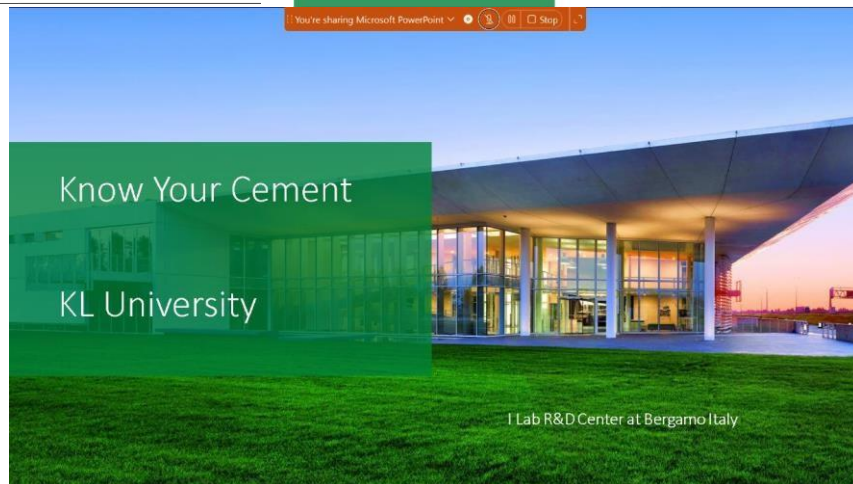 You're sharing Microsoft PowerPoint
Stop
Know Your Cement
KL University
I Lab R&D Center at Bergamo Italy